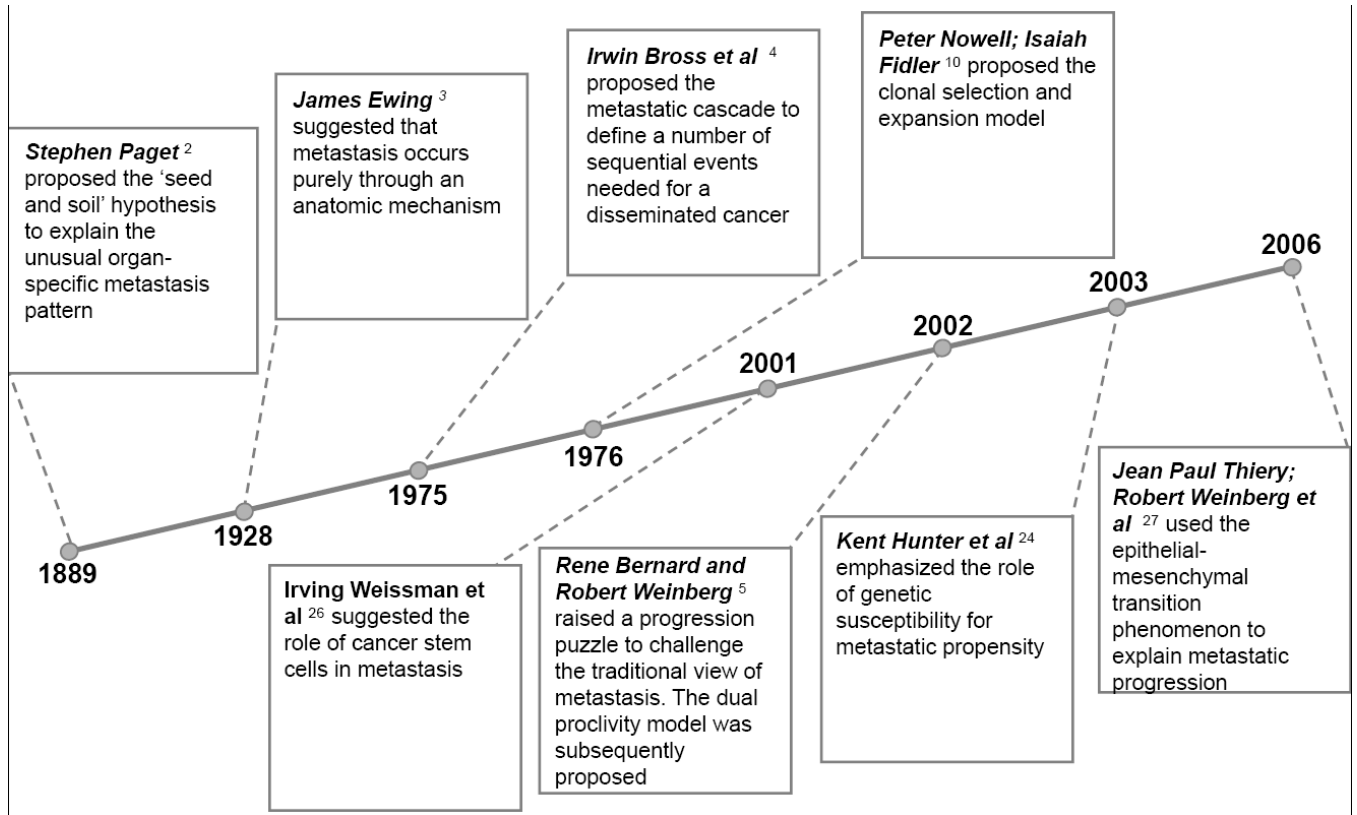 Stephen Paget 2
proposed the ‘seed
and soil’ hypothesis
to explain the
unusual organ-
specific metastasis
pattern
James Ewing 3
suggested that
metastasis occurs
purely through an
anatomic mechanism
Irwin Bross et al 4
proposed the
metastatic cascade to
define a number of
sequential events
needed for a
disseminated cancer
Peter Nowell; Isaiah
Fidler 10 proposed the
clonal selection and
expansion model
1889
1928
1975
1976
2001
2002
2003
2006
Irving Weissman et
al 26 suggested the
role of cancer stem
cells in metastasis
Rene Bernard and
Robert Weinberg 5
raised a progression
puzzle to challenge
the traditional view of
metastasis. The dual
proclivity model was
subsequently
proposed
Kent Hunter et al 24
emphasized the role
of genetic
susceptibility for
metastatic propensity
Jean Paul Thiery;
Robert Weinberg et
al 27 used the
epithelial-
mesenchymal
transition
phenomenon to
explain metastatic
progression